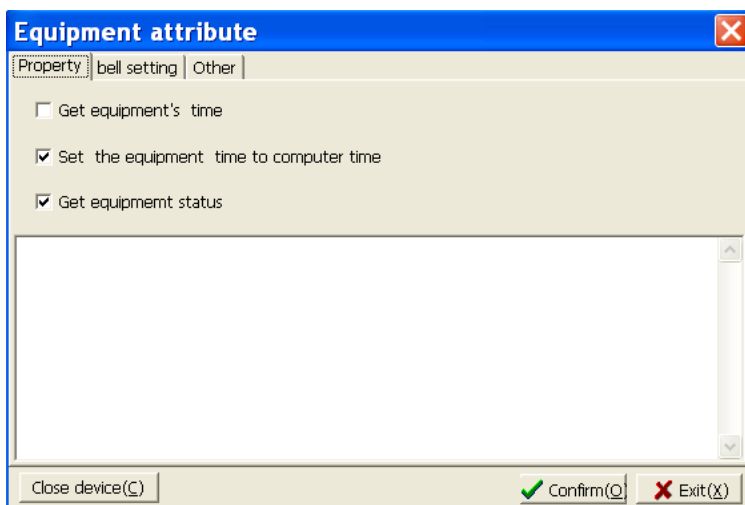 Equipment attribute
Property bell setting Other
Get equipment's time
Set the equipment time to computer time
Get equipmemt status
Close device(C) Confirm(O) Exit(X)